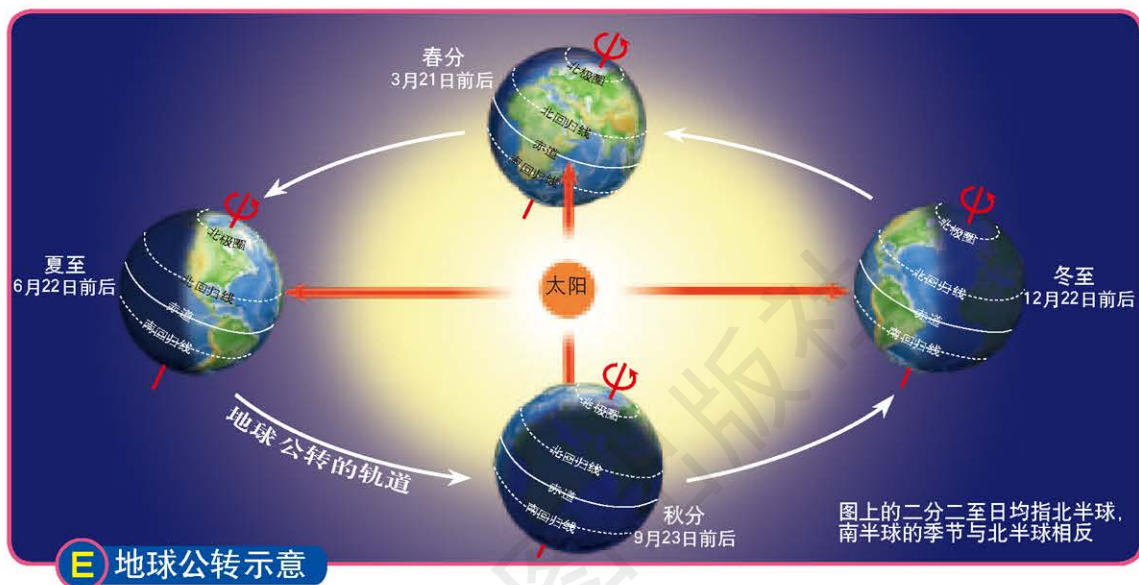 春分
3月21日前后
北极圈
北回归线
赤道
南回归线
夏至
6月22日前后
北极圈
北回归线
赤道
南回归线
太阳
北极圈
北回归线
赤道
南回归线
冬至
12月22日前后
地球公转的轨道
北极圈
北回归线
赤道
南回归线
秋分
9月23日前后
图上的二分二至日均指北半球,
南半球的季节与北半球相反
E 地球公转示意
版社